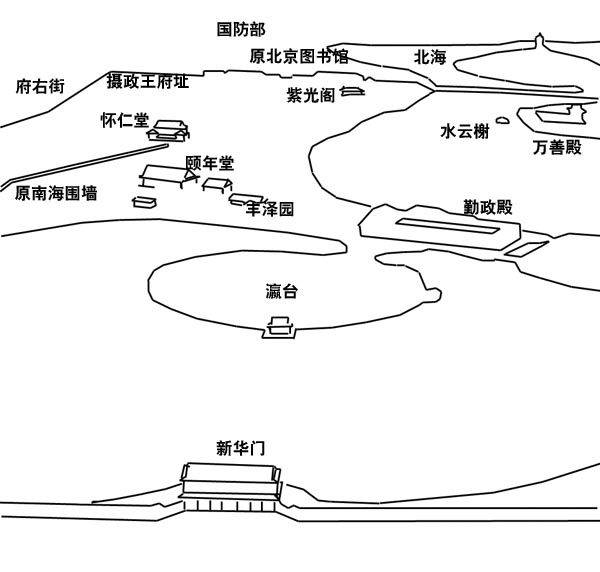 国防部
原北京图书馆
北海
府右街
摄政王府址
紫光阁
怀仁堂
水云榭
万善殿
颐年堂
原南海围墙
丰泽园
勤政殿
瀛台
新华门